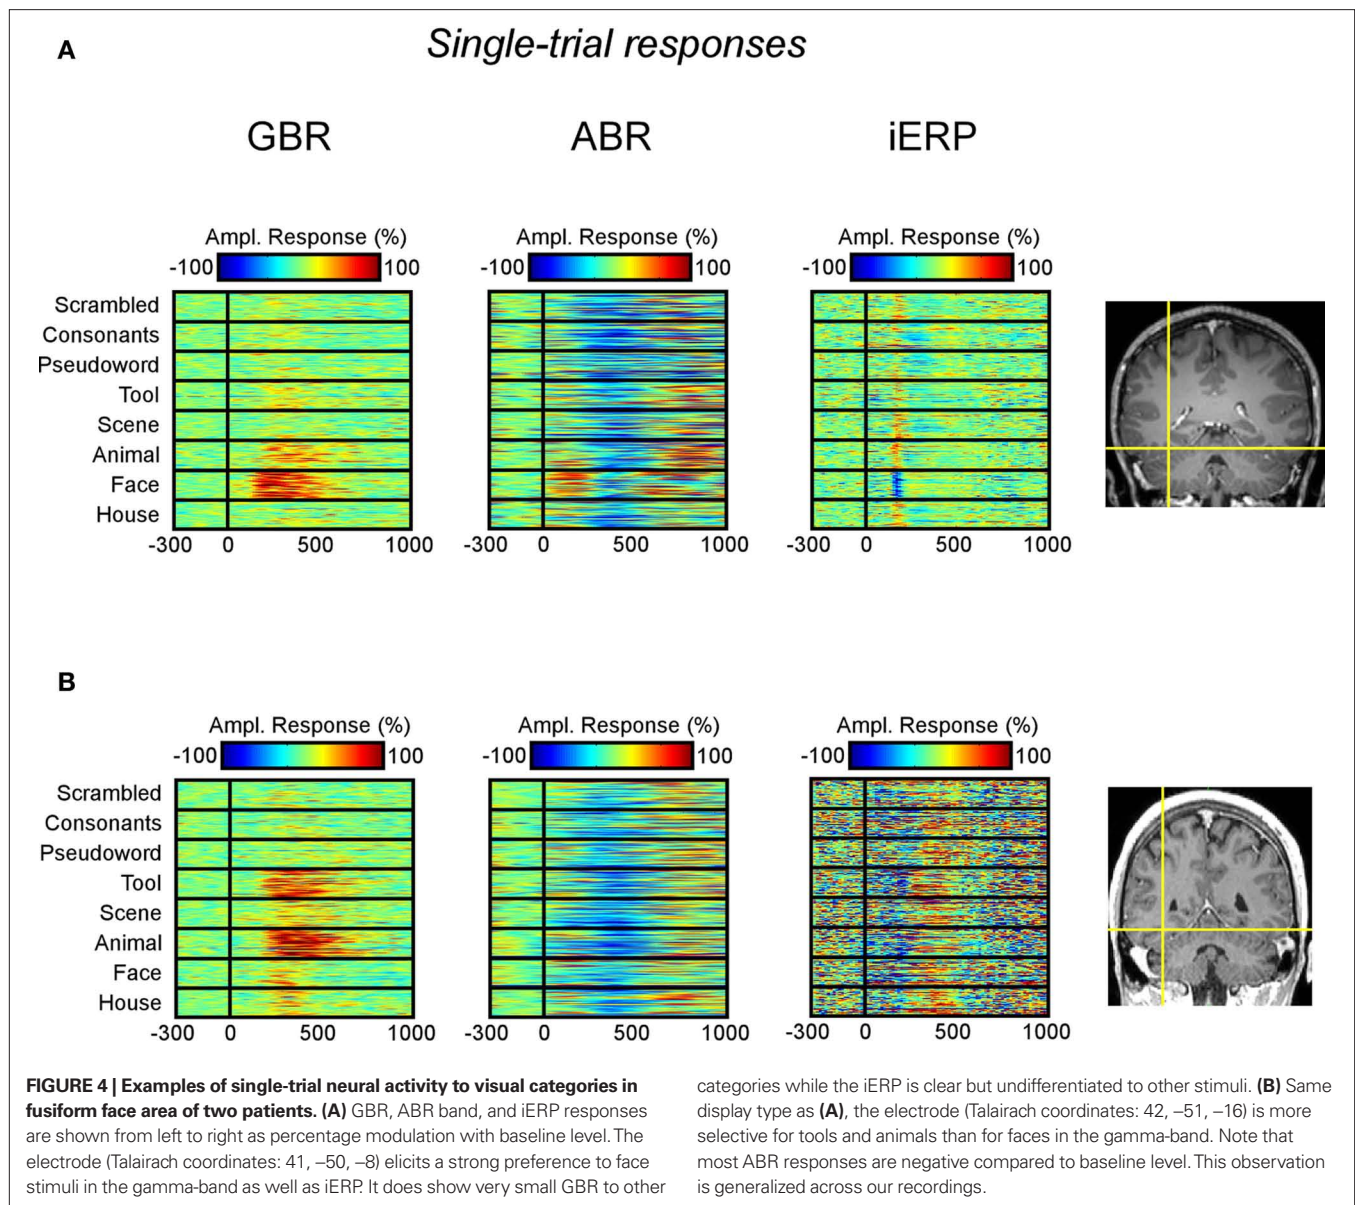 A
Single-trial responses
GBR ABR iERP
Ampl. Response (%) Ampl. Response (%) Ampl. Response (%)
-100 100 -100 100 -100 100
Scrambled
Consonants
Pseudoword
Tool
Scene
Animal
Face
House
-300 0 500 1000 -300 0 500 1000 -300 0 500 1000
B
Ampl. Response (%) Ampl. Response (%) Ampl. Response (%)
-100 100 -100 100 -100 100
Scrambled
Consonants
Pseudoword
Tool
Scene
Animal
Face
House
-300 0 500 1000 -300 0 500 1000 -300 0 500 1000
FIGURE 4 | Examples of single-trial neural activity to visual categories in
fusiform face area of two patients. (A) GBR, ABR band, and iERP responses
are shown from left to right as percentage modulation with baseline level. The
electrode (Talairach coordinates: 41, –50, –8) elicits a strong preference to face
stimuli in the gamma-band as well as iERP. It does show very small GBR to other
categories while the iERP is clear but undifferentiated to other stimuli. (B) Same
display type as (A), the electrode (Talairach coordinates: 42, –51, –16) is more
selective for tools and animals than for faces in the gamma-band. Note that
most ABR responses are negative compared to baseline level. This observation
is generalized across our recordings.